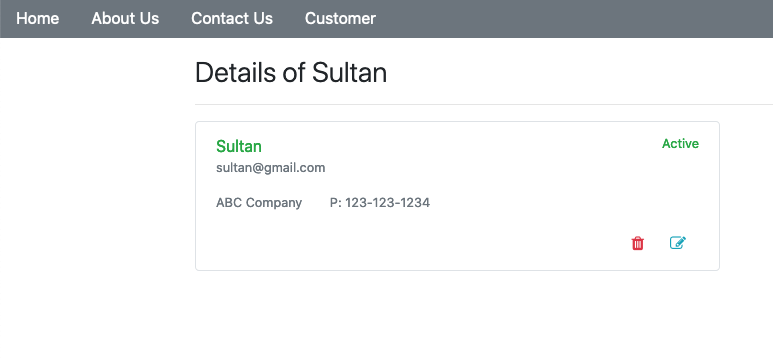 Home About Us Contact Us Customer
Details of Sultan
Sultan Active
sultan@gmail.com
ABC Company P: 123-123-1234